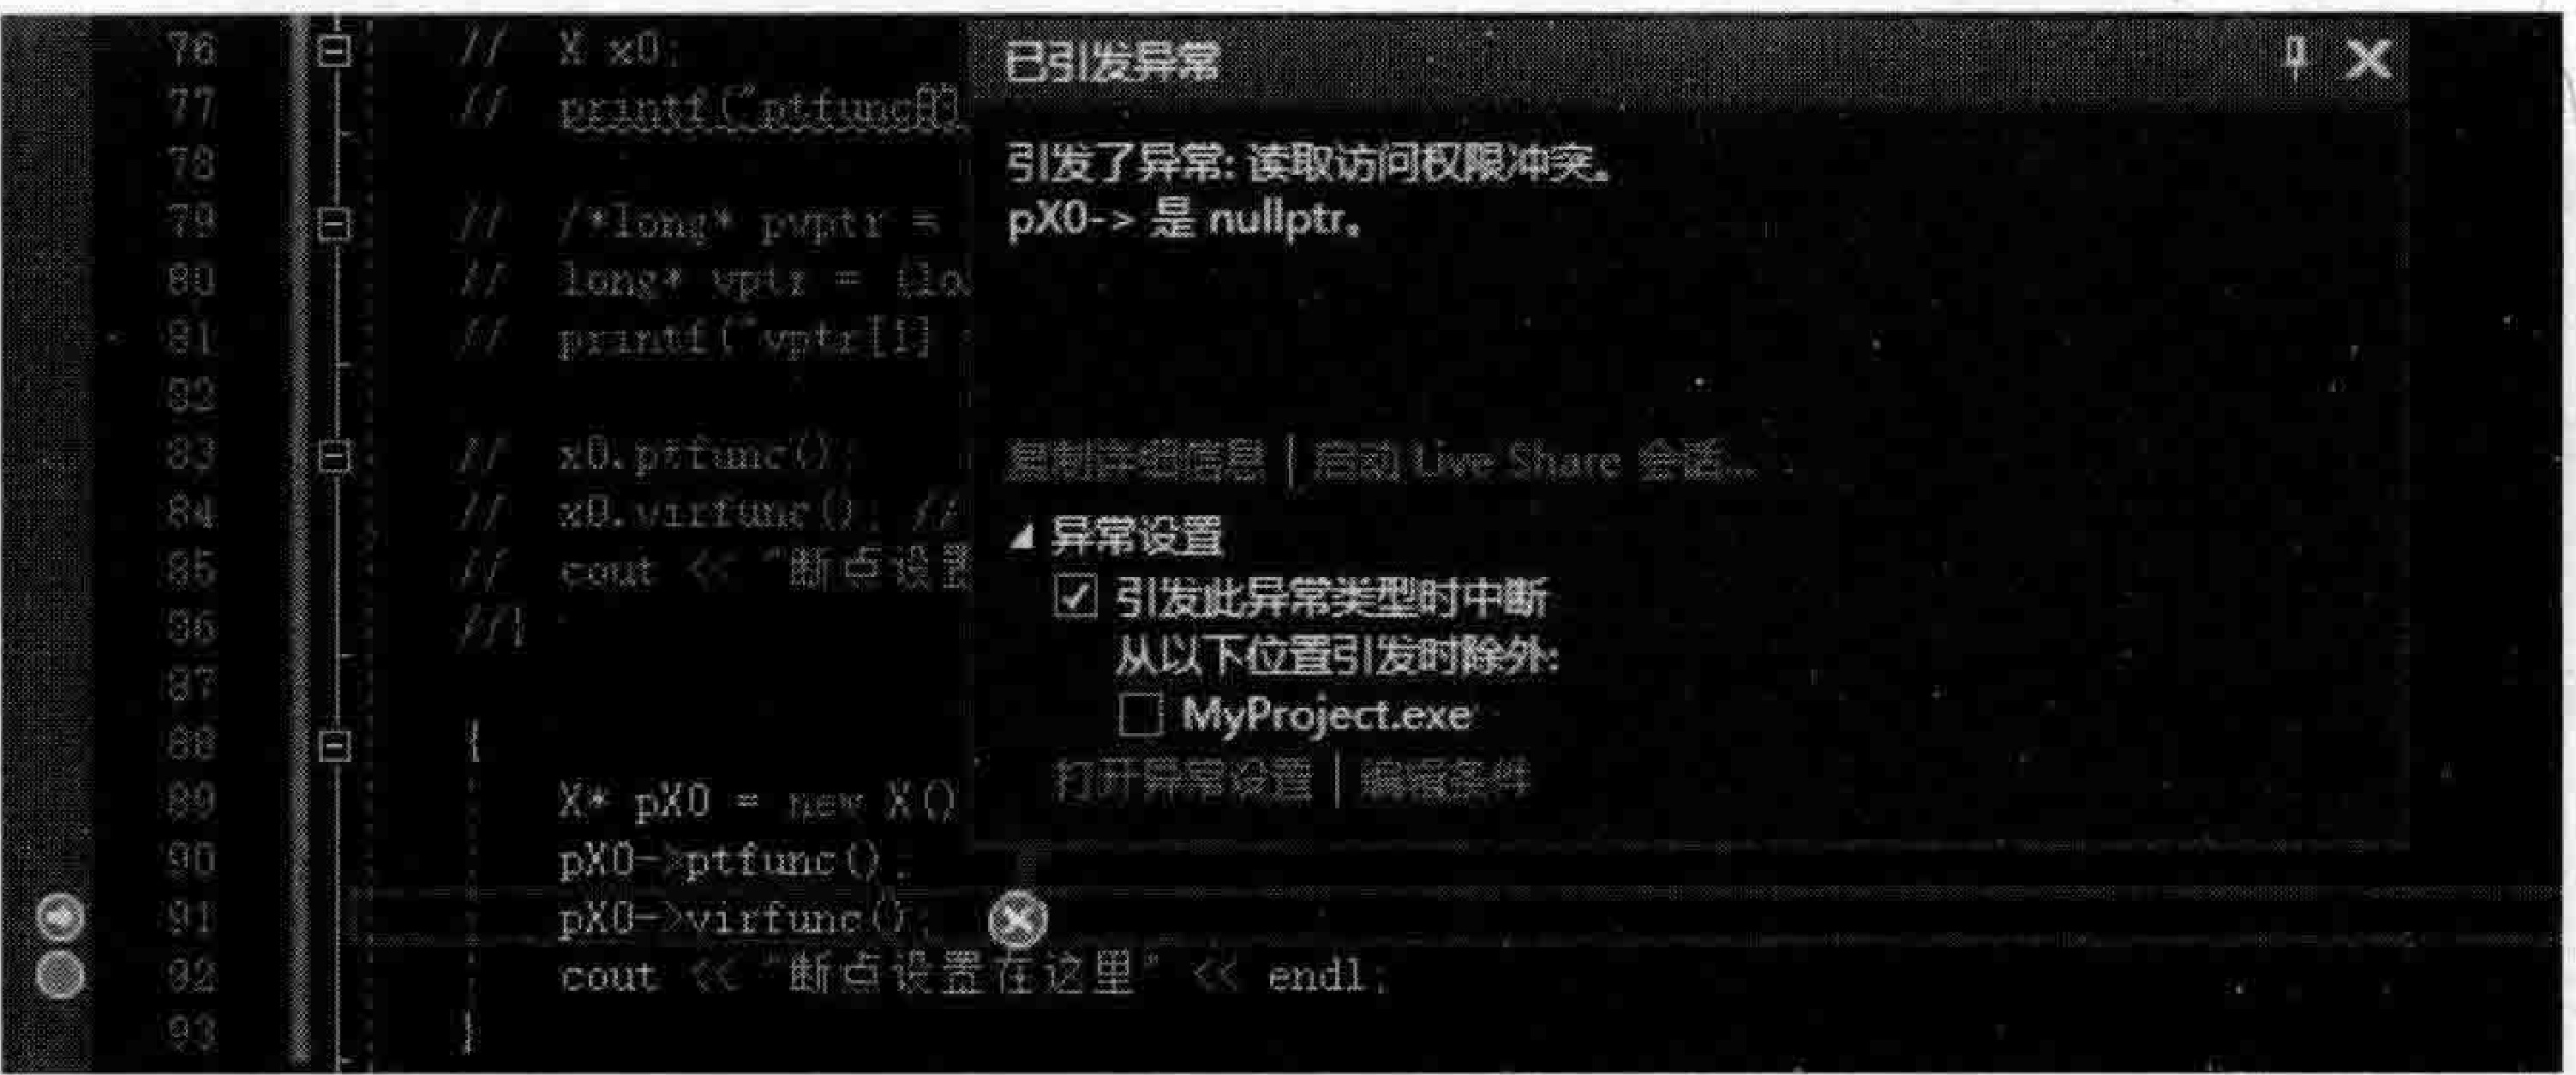 76 // X x0;
77 // printf("ptfunc的
78
79 // /*long* pvptr =
80 // long* vptr = (lo
81 // printf("vptr[1]
82
83 // x0.ptfunc();
84 // x0.virfunc(); //
85 // cout << "断点设置
86 //}
87
88 {
89 X* pX0 = new X()
90 pX0->ptfunc();
91 pX0->virfunc();
92 cout << "断点设置在这里" << endl;
93 }
已引发异常
引发了异常: 读取访问权限冲突。
pX0-> 是 nullptr。
复制详细信息 | 启动 Live Share 会话...
异常设置
引发此异常类型时中断
从以下位置引发时除外:
MyProject.exe
打开异常设置 | 编辑条件